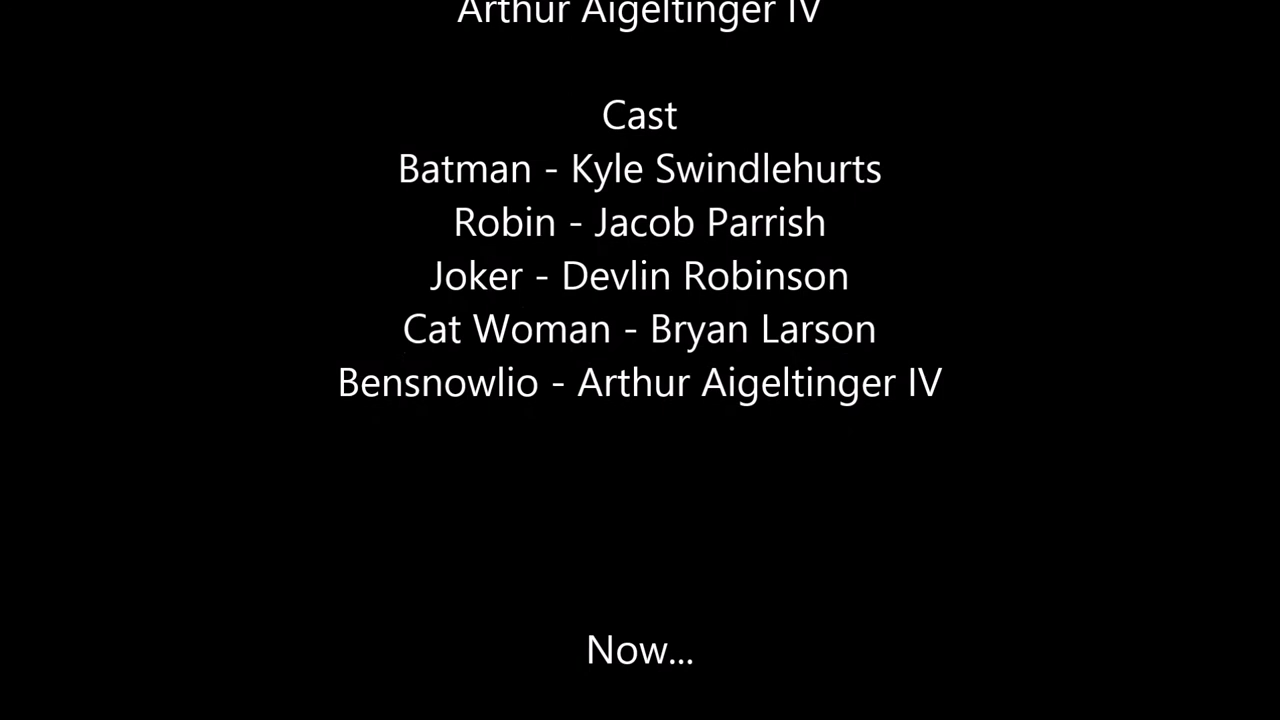 Arthur Aigeltinger IV
Cast
Batman - Kyle Swindlehurts
Robin - Jacob Parrish
Joker - Devlin Robinson
Cat Woman - Bryan Larson
Bensnowlio - Arthur Aigeltinger IV
Now...